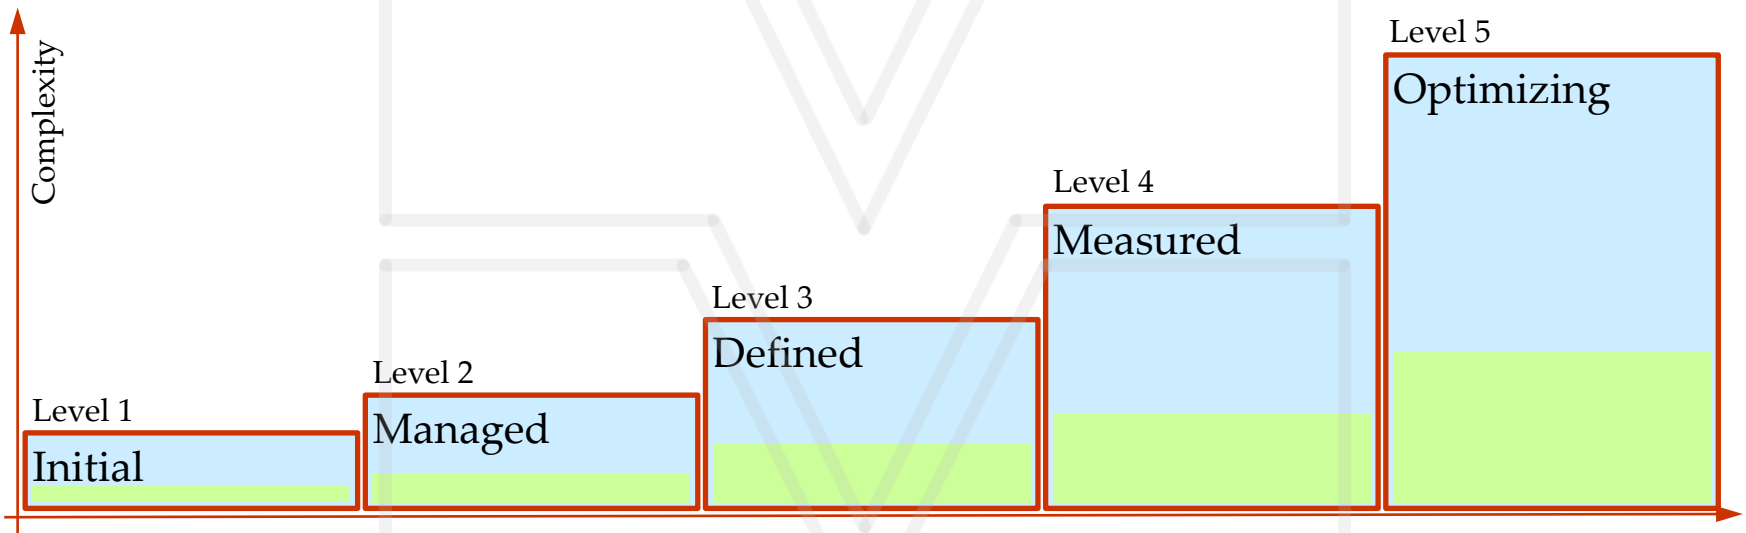 Complexity
Level 1
Initial
Level 2
Managed
Level 3
Defined
Level 4
Measured
Level 5
Optimizing